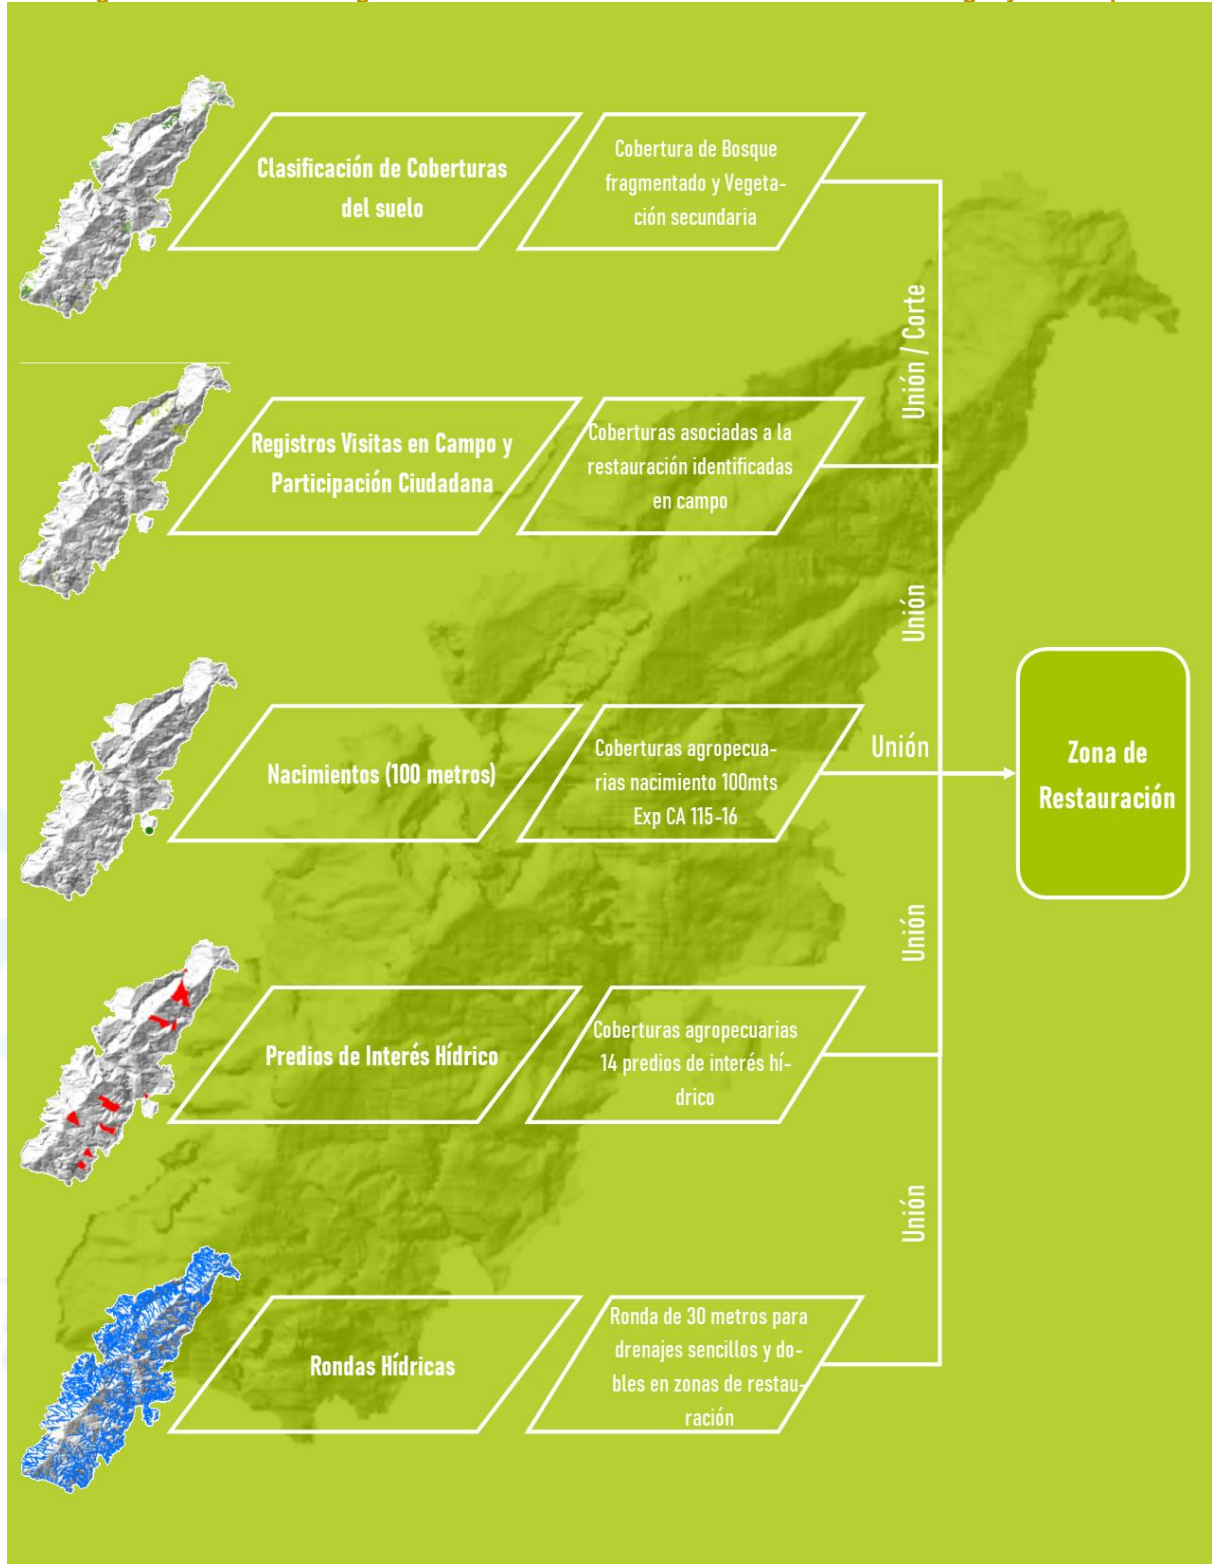 Clasificación de Coberturas
del suelo
Cobertura de Bosque
fragmentado y Vegeta-
ción secundaria
Unión / Corte
Registros Visitas en Campo y
Participación Ciudadana
Coberturas asociadas a la
restauración identificadas
en campo
Unión
Nacimientos (100 metros)
Coberturas agropecua-
rias nacimiento 100mts
Exp CA 115-16
Unión
Zona de
Restauración
Unión
Predios de Interés Hídrico
Coberturas agropecuarias
14 predios de interés hí-
drico
Unión
Rondas Hídricas
Ronda de 30 metros para
drenajes sencillos y do-
bles en zonas de restau-
ración